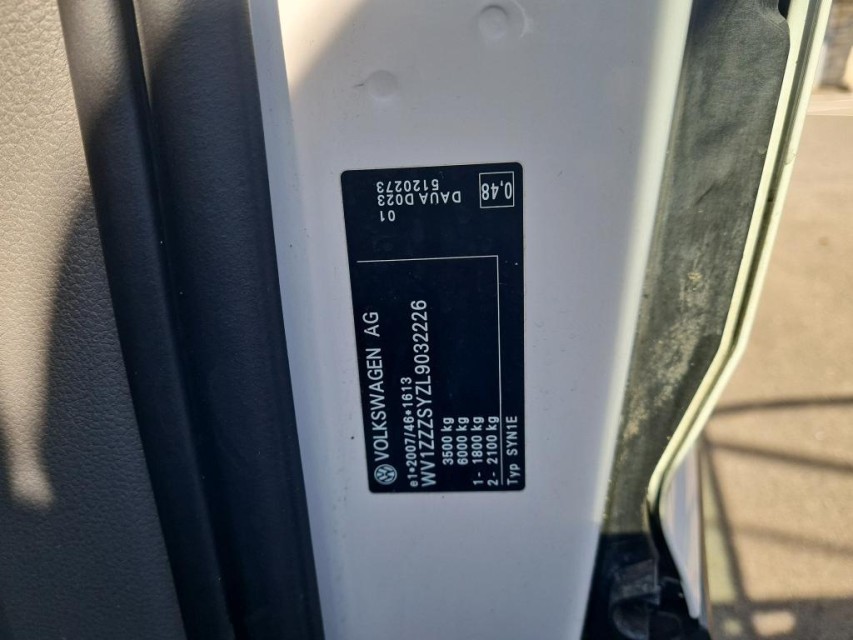 VOLKSWAGEN AG
e1*2007/46*1613
WV1ZZZSYZL9032226
3500 kg
6000 kg
1- 1800 kg
2- 2100 kg
Typ SYN1E
5120273
DAUA D023
01
0,48